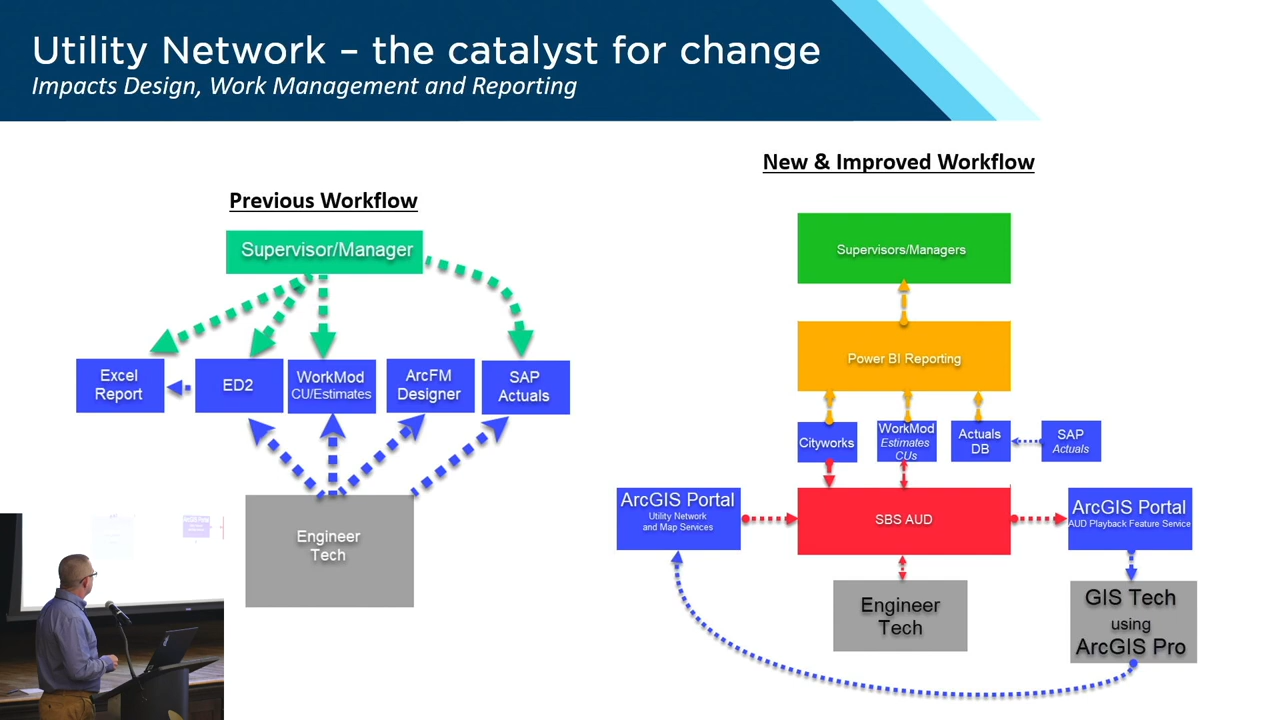 Utility Network – the catalyst for change
Impacts Design, Work Management and Reporting
Previous Workflow
Supervisor/Manager
Excel
Report
ED2
WorkMod
CU/Estimates
ArcFM
Designer
SAP
Actuals
Engineer
Tech
New & Improved Workflow
Supervisors/Managers
Power BI Reporting
Cityworks
WorkMod
Estimates
CUs
Actuals
DB
SAP
Actuals
ArcGIS Portal
Utility Network
and Map Services
SBS AUD
ArcGIS Portal
AUD Playback Feature Service
Engineer
Tech
GIS Tech
using
ArcGIS Pro
ArcGIS Portal